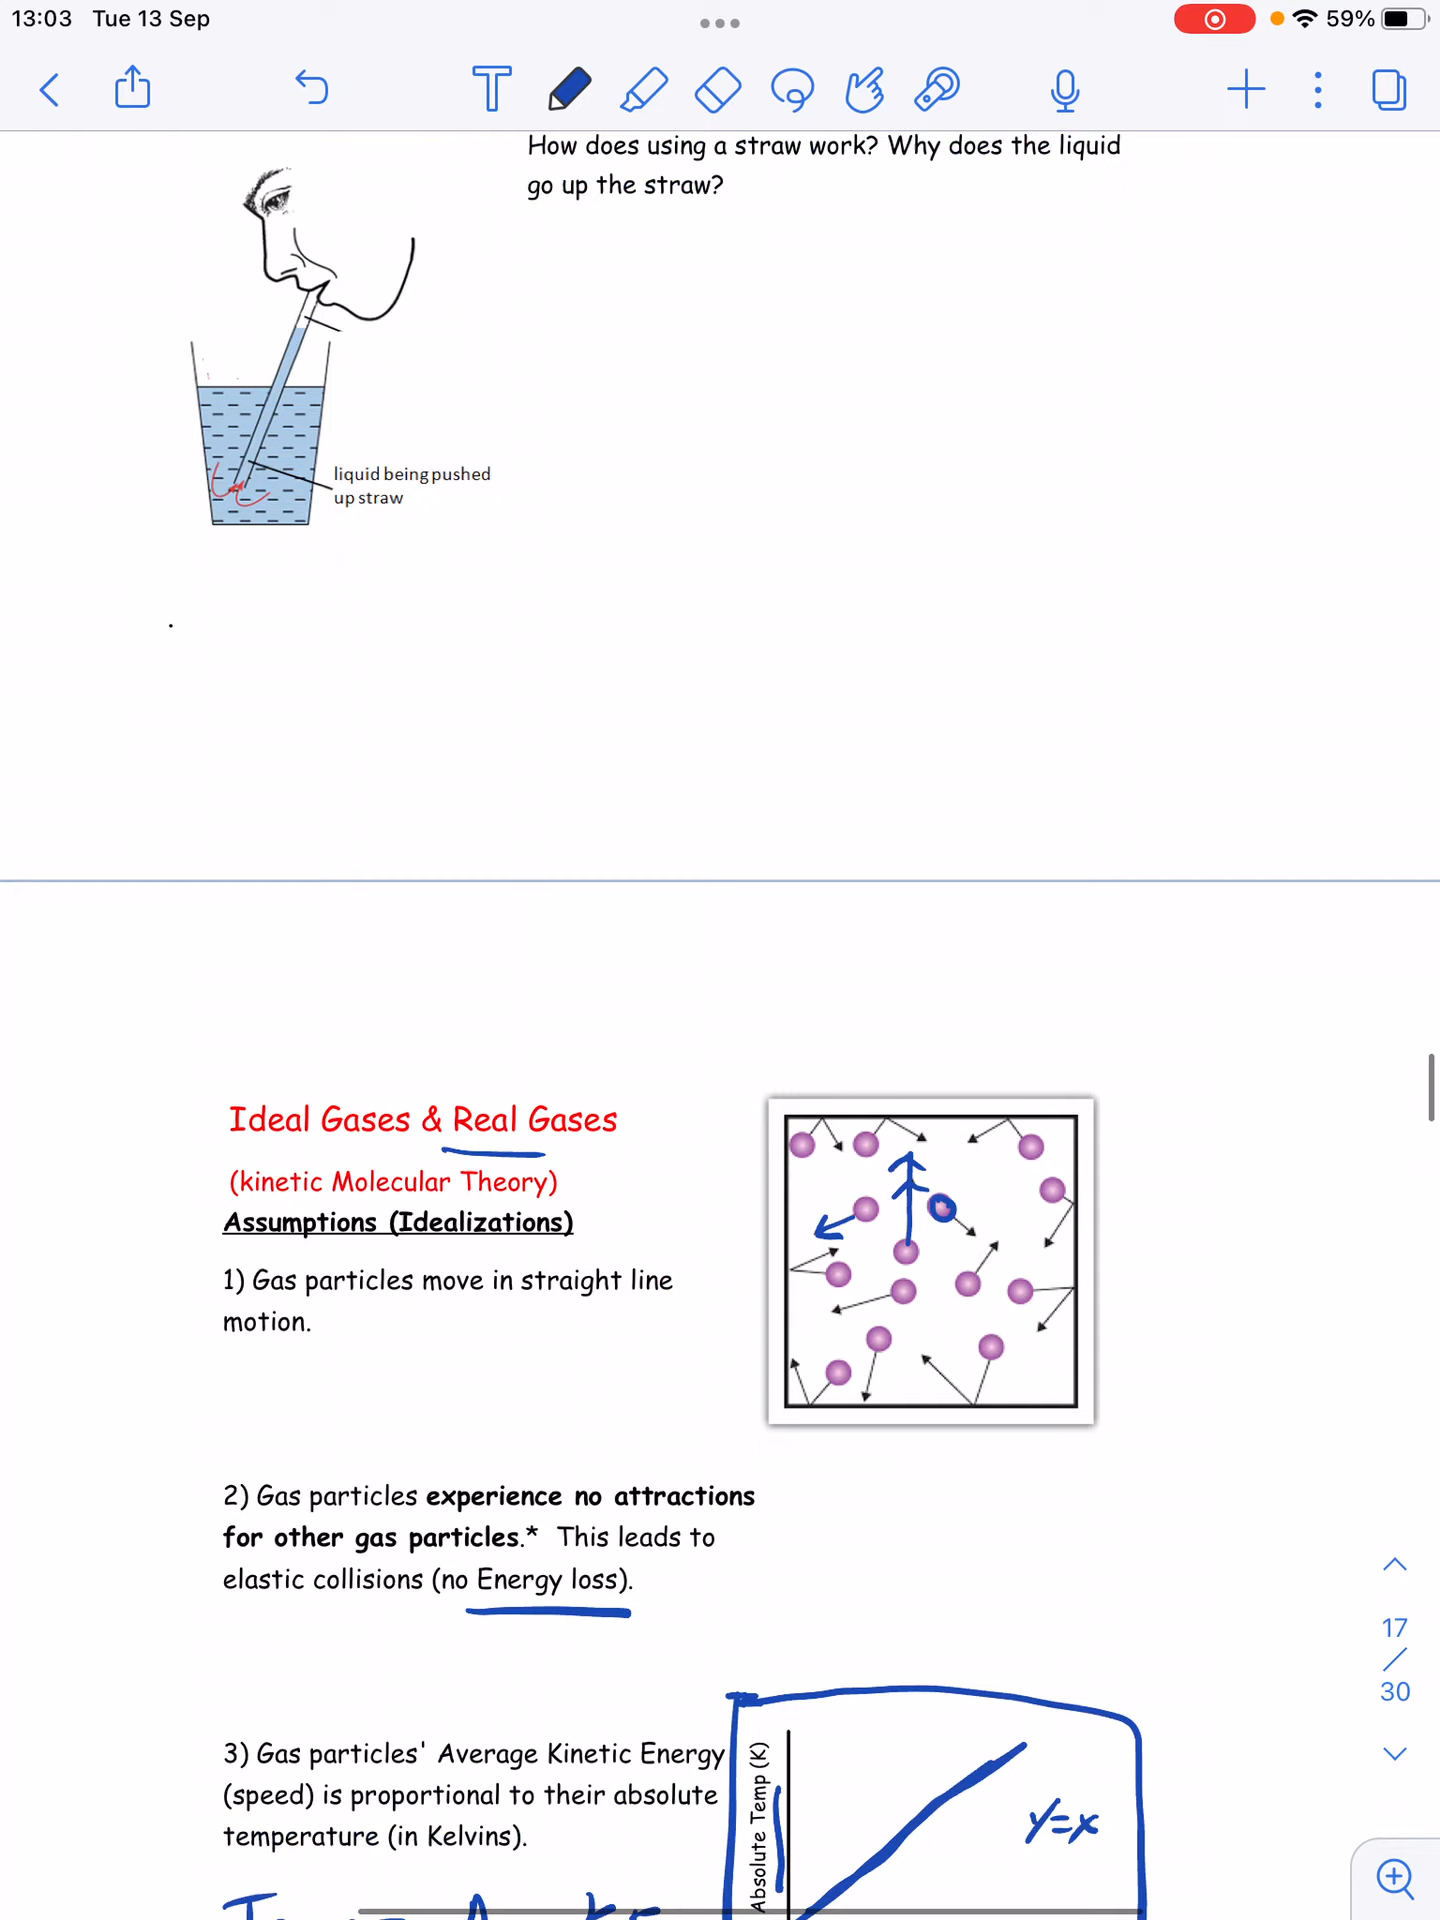 13:03 Tue 13 Sep
59%
How does using a straw work? Why does the liquid
go up the straw?
liquid being pushed
up straw
Ideal Gases & Real Gases
(kinetic Molecular Theory)
Assumptions (Idealizations)
1) Gas particles move in straight line
motion.
2) Gas particles experience no attractions
for other gas particles.* This leads to
elastic collisions (no Energy loss).
17
/
30
3) Gas particles' Average Kinetic Energy
(speed) is proportional to their absolute
temperature (in Kelvins).
Absolute Temp (K)
y=x